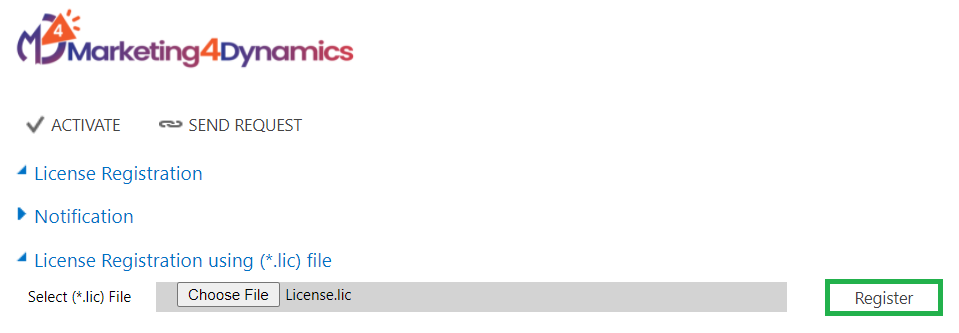 4
Marketing4Dynamics
ACTIVATE SEND REQUEST
License Registration
Notification
License Registration using (*.lic) file
Select (*.lic) File Choose File License.lic Register